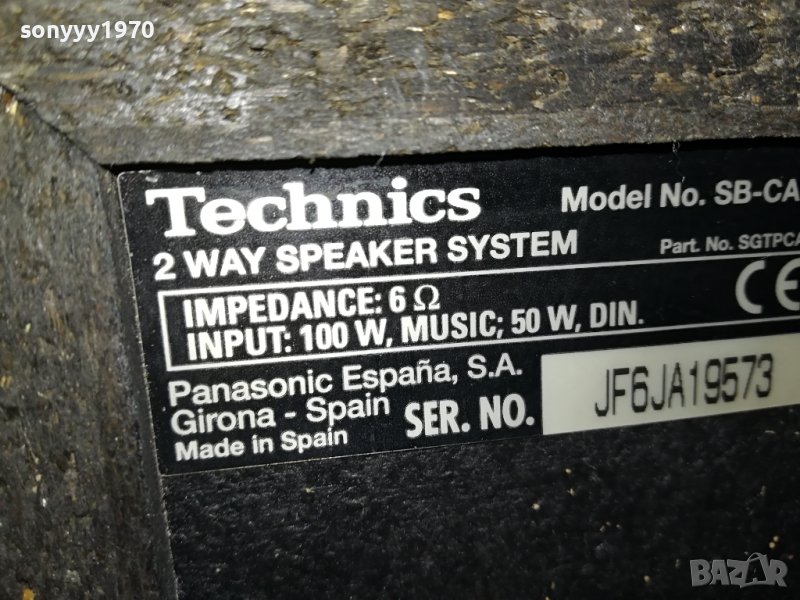 sonyyy1970
Technics
Model No. SB-CA
2 WAY SPEAKER SYSTEM
Part. No. SGTPCA
IMPEDANCE: 6 Ω
INPUT: 100 W, MUSIC; 50 W, DIN.
CE
Panasonic España, S.A.
Girona - Spain
Made in Spain
SER. NO.
JF6JA19573
BAZAR